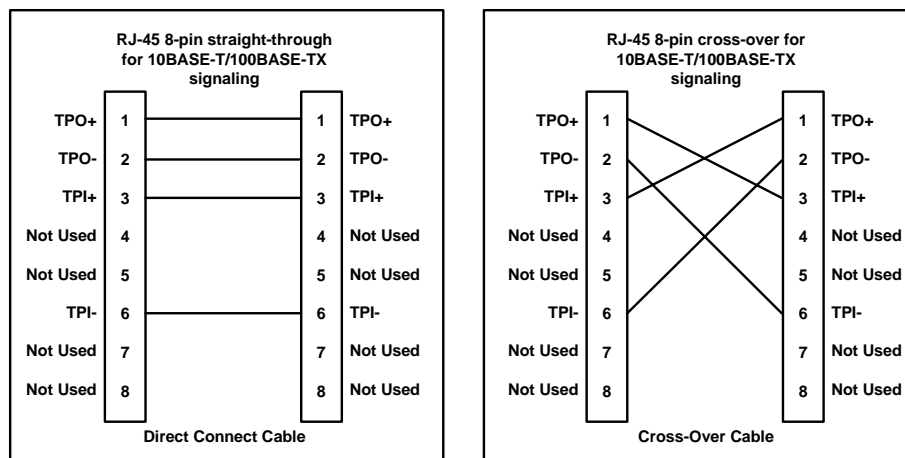 RJ-45 8-pin straight-through
for 10BASE-T/100BASE-TX
signaling
TPO+ 1 1 TPO+
TPO- 2 2 TPO-
TPI+ 3 3 TPI+
Not Used 4 4 Not Used
Not Used 5 5 Not Used
TPI- 6 6 TPI-
Not Used 7 7 Not Used
Not Used 8 8 Not Used
Direct Connect Cable
RJ-45 8-pin cross-over for
10BASE-T/100BASE-TX
signaling
TPO+ 1 1 TPO+
TPO- 2 2 TPO-
TPI+ 3 3 TPI+
Not Used 4 4 Not Used
Not Used 5 5 Not Used
TPI- 6 6 TPI-
Not Used 7 7 Not Used
Not Used 8 8 Not Used
Cross-Over Cable